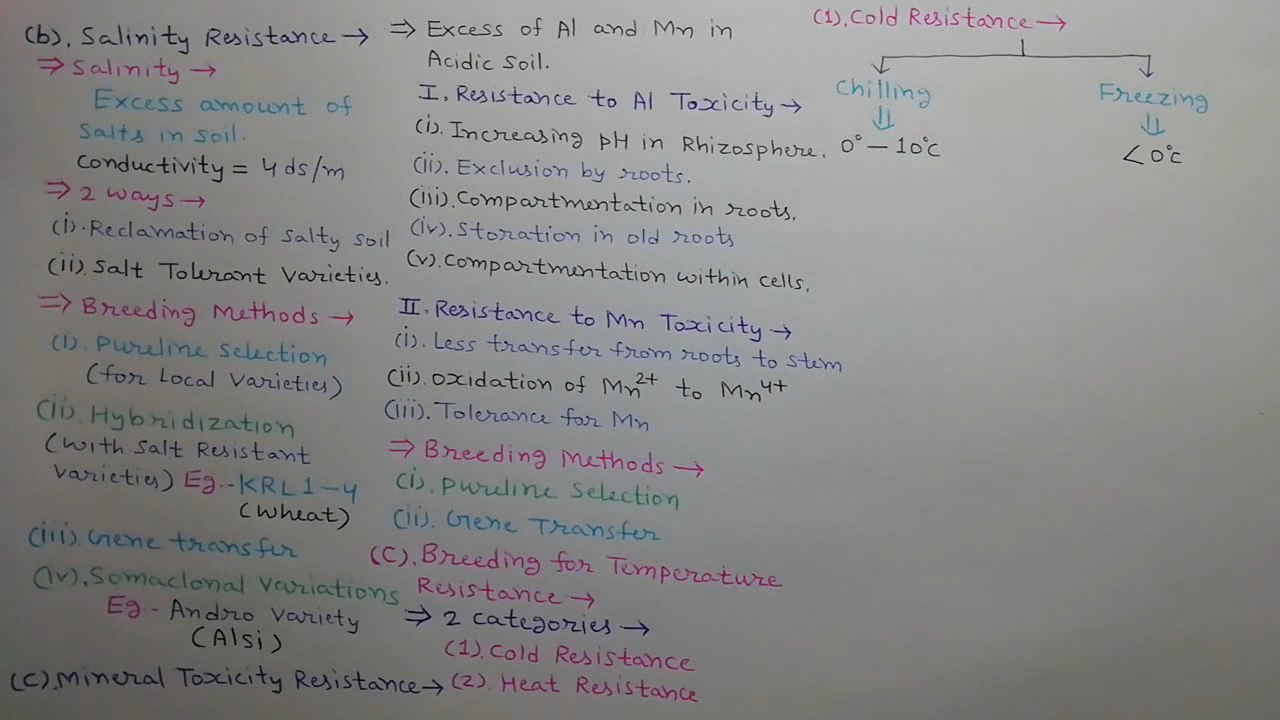 (b). Salinity Resistance →
⇒ Salinity →
Excess amount of
Salts in soil.
Conductivity = 4 ds/m
⇒ 2 ways →
(i). Reclamation of salty soil
(ii). Salt Tolerant Varieties.
⇒ Breeding Methods →
(i). Pureline Selection
(for Local Varieties)
(ii). Hybridization
(with Salt Resistant
Varieties) Eg.- KRL1-4
(Wheat)
(iii). Gene transfer
(iv). Somaclonal Variations
Eg - Andro Variety
(Alsi)
(C). Mineral Toxicity Resistance →
⇒ Excess of Al and Mn in
Acidic Soil.
I. Resistance to Al Toxicity →
(i). Increasing pH in Rhizosphere.
(ii). Exclusion by roots.
(iii). Compartmentation in roots.
(iv). Storation in old roots
(v). Compartmentation within cells.
II. Resistance to Mn Toxicity →
(i). Less transfer from roots to stem
(ii). Oxidation of Mn²⁺ to Mn⁴⁺
(iii). Tolerance for Mn
⇒ Breeding Methods →
(i). Pureline Selection
(ii). Gene Transfer
(C). Breeding for Temperature
Resistance →
⇒ 2 categories →
(1). Cold Resistance
(2). Heat Resistance
(1). Cold Resistance →
Chilling
⇓
0° – 10°c
Freezing
⇓
< 0°c